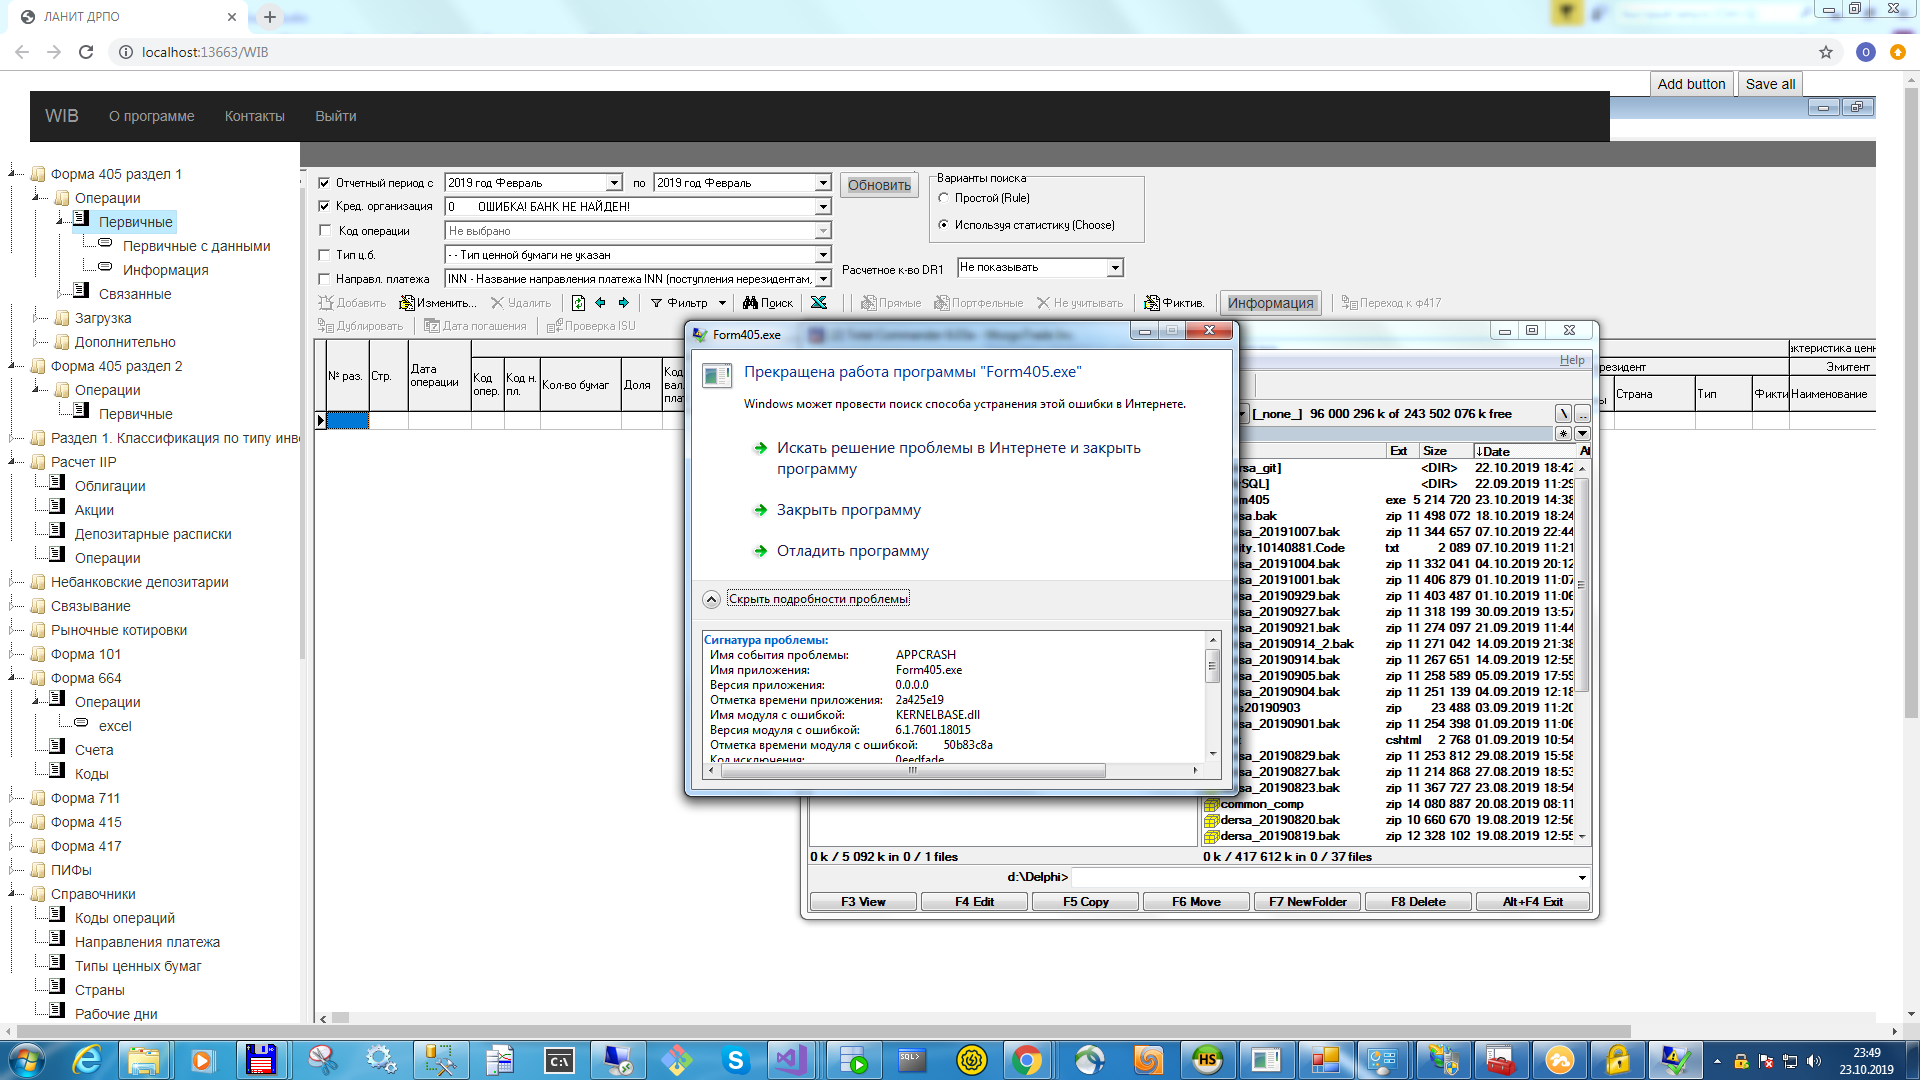 ЛАНИТ ДРПО
localhost:13663/WIB
O
Add button
Save all
WIB
О программе
Контакты
Выйти
Форма 405 раздел 1
Операции
Первичные
Первичные с данными
Информация
Связанные
Загрузка
Дополнительно
Форма 405 раздел 2
Операции
Первичные
Раздел 1. Классификация по типу инве
Расчет IIP
Облигации
Акции
Депозитарные расписки
Операции
Небанковские депозитарии
Связывание
Рыночные котировки
Форма 101
Форма 664
Операции
excel
Счета
Коды
Форма 711
Форма 415
Форма 417
ПИФы
Справочники
Коды операций
Направления платежа
Типы ценных бумаг
Страны
Рабочие дни
Отчетный период с
2019 год Февраль
по
2019 год Февраль
Обновить
Кред. организация
0 ОШИБКА! БАНК НЕ НАЙДЕН!
Код операции
Не выбрано
Тип ц.б.
- - Тип ценной бумаги не указан
Направл. платежа
INN - Название направления платежа INN (поступления нерезидентам,
Варианты поиска
Простой (Rule)
Используя статистику (Choose)
Расчетное к-во DR1
Не показывать
Добавить
Изменить...
Удалить
Фильтр
Поиск
Прямые
Портфельные
Не учитывать
Фиктив.
Информация
Переход к ф417
Дублировать
Дата погашения
Проверка ISU
№ раз.
Стр.
Дата операции
Код опер.
Код н. пл.
Кол-во бумаг
Доля
Код вал. плат
актеристика ценн
резидент
Эмитент
ы
Страна
Тип
Фикти
Наименование
Form405.exe
Прекращена работа программы "Form405.exe"
Windows может провести поиск способа устранения этой ошибки в Интернете.
Искать решение проблемы в Интернете и закрыть
программу
Закрыть программу
Отладить программу
Скрыть подробности проблемы
Сигнатура проблемы:
Имя события проблемы: APPCRASH
Имя приложения: Form405.exe
Версия приложения: 0.0.0.0
Отметка времени приложения: 2a425e19
Имя модуля с ошибкой: KERNELBASE.dll
Версия модуля с ошибкой: 6.1.7601.18015
Отметка времени модуля с ошибкой: 50b83c8a
Код исключения: 0eedfade
Help
[_none_] 96 000 296 k of 243 502 076 k free
\ ..
* 
Ext Size ↓Date At
rsa_git] <DIR> 22.10.2019 18:42
SQL] <DIR> 22.09.2019 11:29
m405 exe 5 214 720 23.10.2019 14:38
sa.bak zip 11 498 072 18.10.2019 18:24
sa_20191007.bak zip 11 344 657 07.10.2019 22:44
ity.10140881.Code txt 2 089 07.10.2019 11:21
sa_20191004.bak zip 11 332 041 04.10.2019 20:12
sa_20191001.bak zip 11 406 879 01.10.2019 11:07
sa_20190929.bak zip 11 403 487 01.10.2019 11:06
sa_20190927.bak zip 11 318 199 30.09.2019 13:57
sa_20190921.bak zip 11 274 097 21.09.2019 11:44
sa_20190914_2.bak zip 11 271 042 14.09.2019 21:38
sa_20190914.bak zip 11 267 651 14.09.2019 12:55
sa_20190905.bak zip 11 258 589 05.09.2019 17:59
sa_20190904.bak zip 11 251 139 04.09.2019 12:18
s20190903 zip 23 488 03.09.2019 11:20
sa_20190901.bak zip 11 254 398 01.09.2019 11:06
t cshtml 2 768 01.09.2019 10:54
sa_20190829.bak zip 11 253 812 29.08.2019 15:58
sa_20190827.bak zip 11 214 868 27.08.2019 18:53
sa_20190823.bak zip 11 367 727 23.08.2019 18:54
common_comp zip 14 080 887 20.08.2019 08:11
dersa_20190820.bak zip 10 660 670 19.08.2019 12:56
dersa_20190819.bak zip 12 328 102 19.08.2019 12:55
0 k / 5 092 k in 0 / 1 files
0 k / 417 612 k in 0 / 37 files
d:\Delphi>
F3 View
F4 Edit
F5 Copy
F6 Move
F7 NewFolder
F8 Delete
Alt+F4 Exit
C:\
SQL>
HS
23:49
23.10.2019